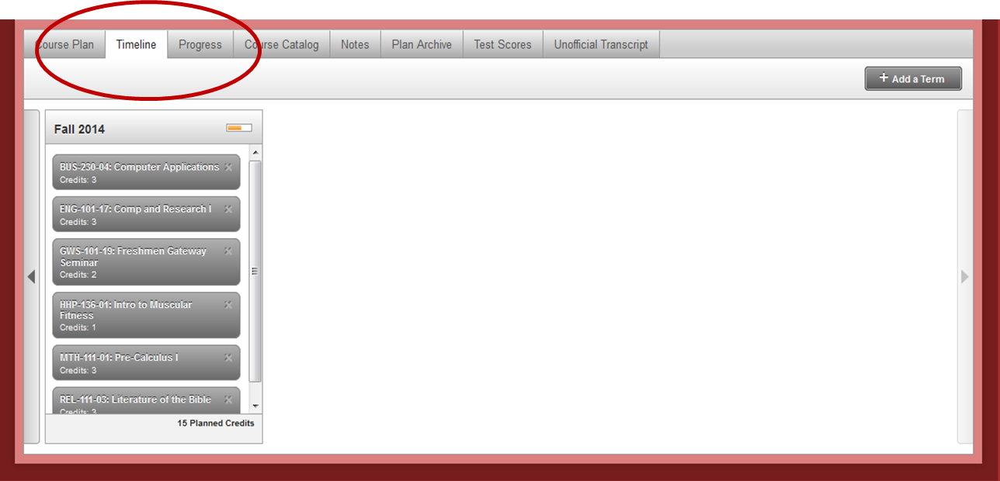 Course Plan Timeline Progress Course Catalog Notes Plan Archive Test Scores Unofficial Transcript
+ Add a Term
Fall 2014
BUS-230-04: Computer Applications
Credits: 3
ENG-101-17: Comp and Research I
Credits: 3
GWS-101-19: Freshmen Gateway
Seminar
Credits: 2
HHP-136-01: Intro to Muscular
Fitness
Credits: 1
MTH-111-01: Pre-Calculus I
Credits: 3
REL-111-03: Literature of the Bible
Credits: 3
15 Planned Credits